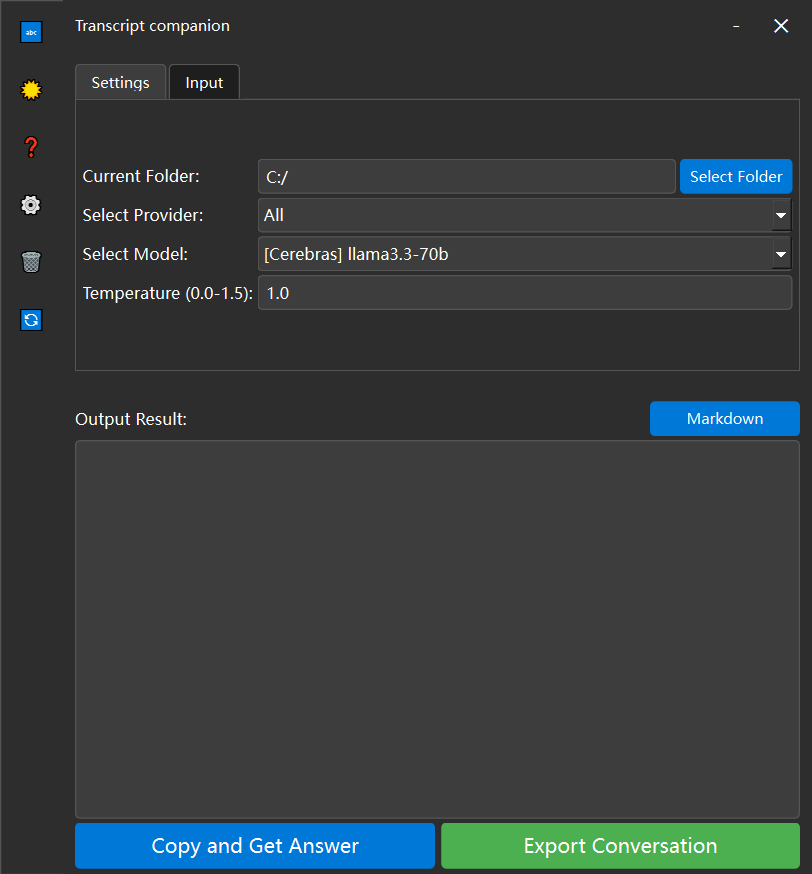 abc
Transcript companion
Settings Input
Current Folder: C:/ Select Folder
Select Provider: All
Select Model: [Cerebras] llama3.3-70b
Temperature (0.0-1.5): 1.0
Output Result: Markdown
Copy and Get Answer Export Conversation